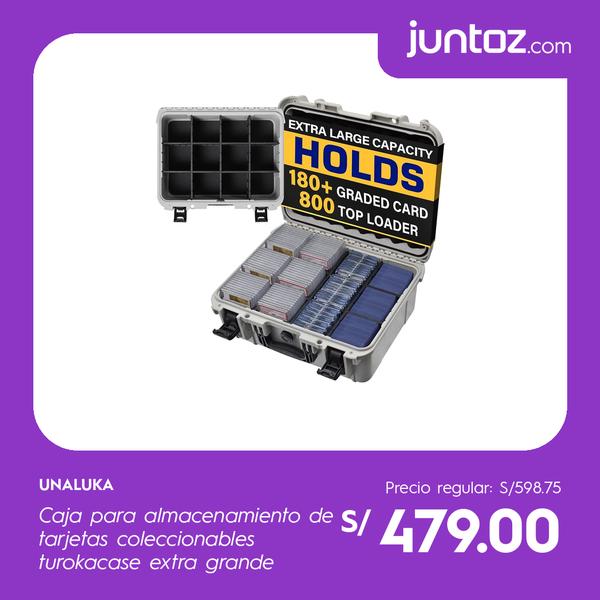 juntoz.com
EXTRA LARGE CAPACITY
HOLDS
180+ GRADED CARD
800 TOP LOADER
UNALUKA
Caja para almacenamiento de
tarjetas coleccionables
turokacase extra grande
Precio regular: S/598.75
S/ 479.00